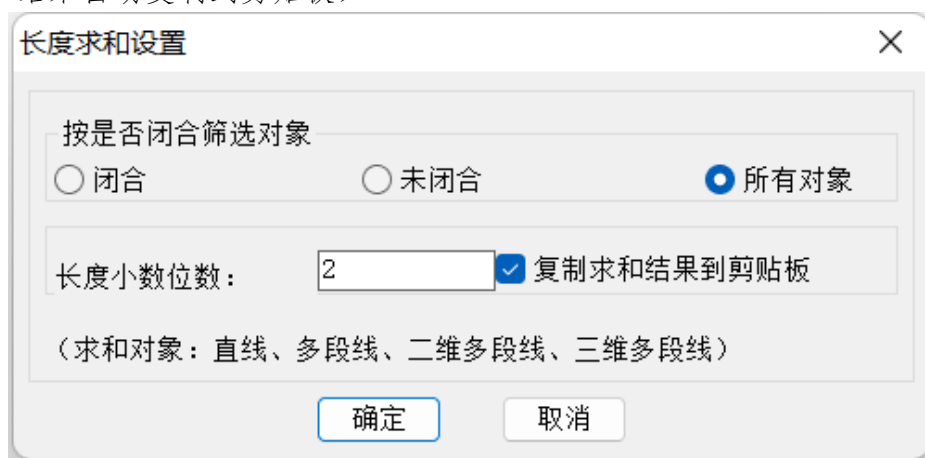 长度求和设置
按是否闭合筛选对象
闭合 未闭合 所有对象
长度小数位数： 2 复制求和结果到剪贴板
（求和对象：直线、多段线、二维多段线、三维多段线）
确定 取消